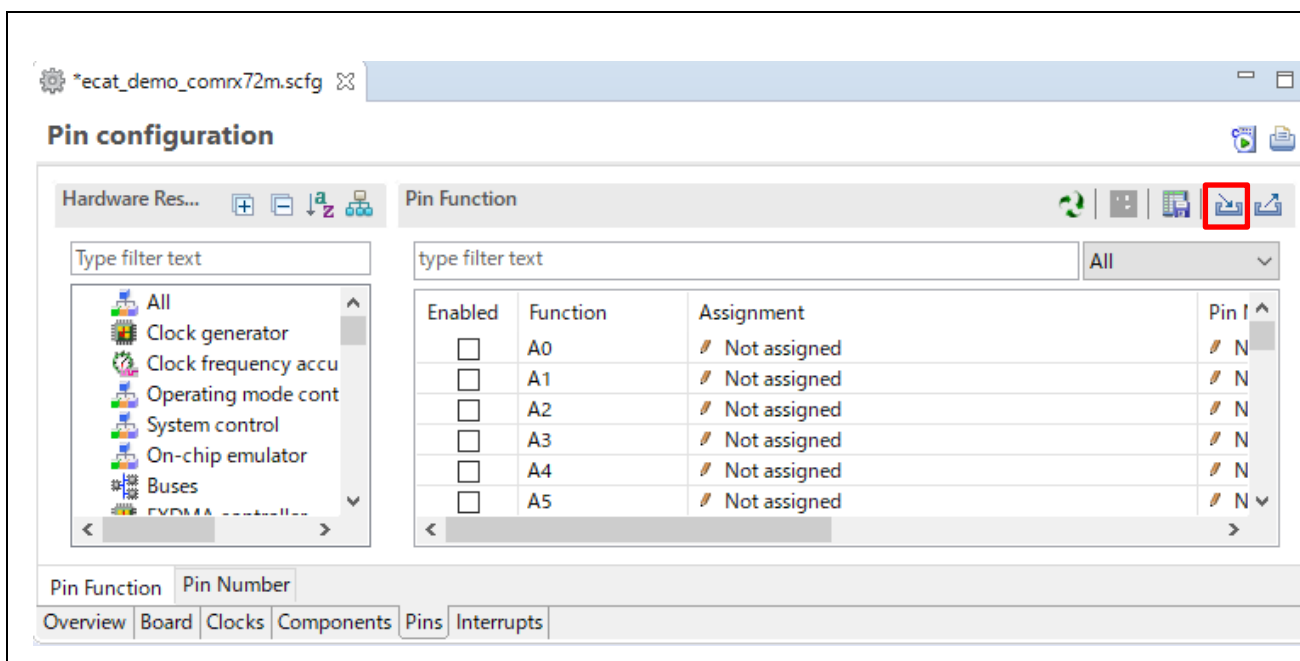 *ecat_demo_comrx72m.scfg
Pin configuration
Hardware Res...
Pin Function
Type filter text
type filter text
All
All
Clock generator
Clock frequency accu
Operating mode cont
System control
On-chip emulator
Buses
Enabled Function Assignment Pin
A0 Not assigned N
A1 Not assigned N
A2 Not assigned N
A3 Not assigned N
A4 Not assigned N
A5 Not assigned N
Pin Function Pin Number
Overview Board Clocks Components Pins Interrupts